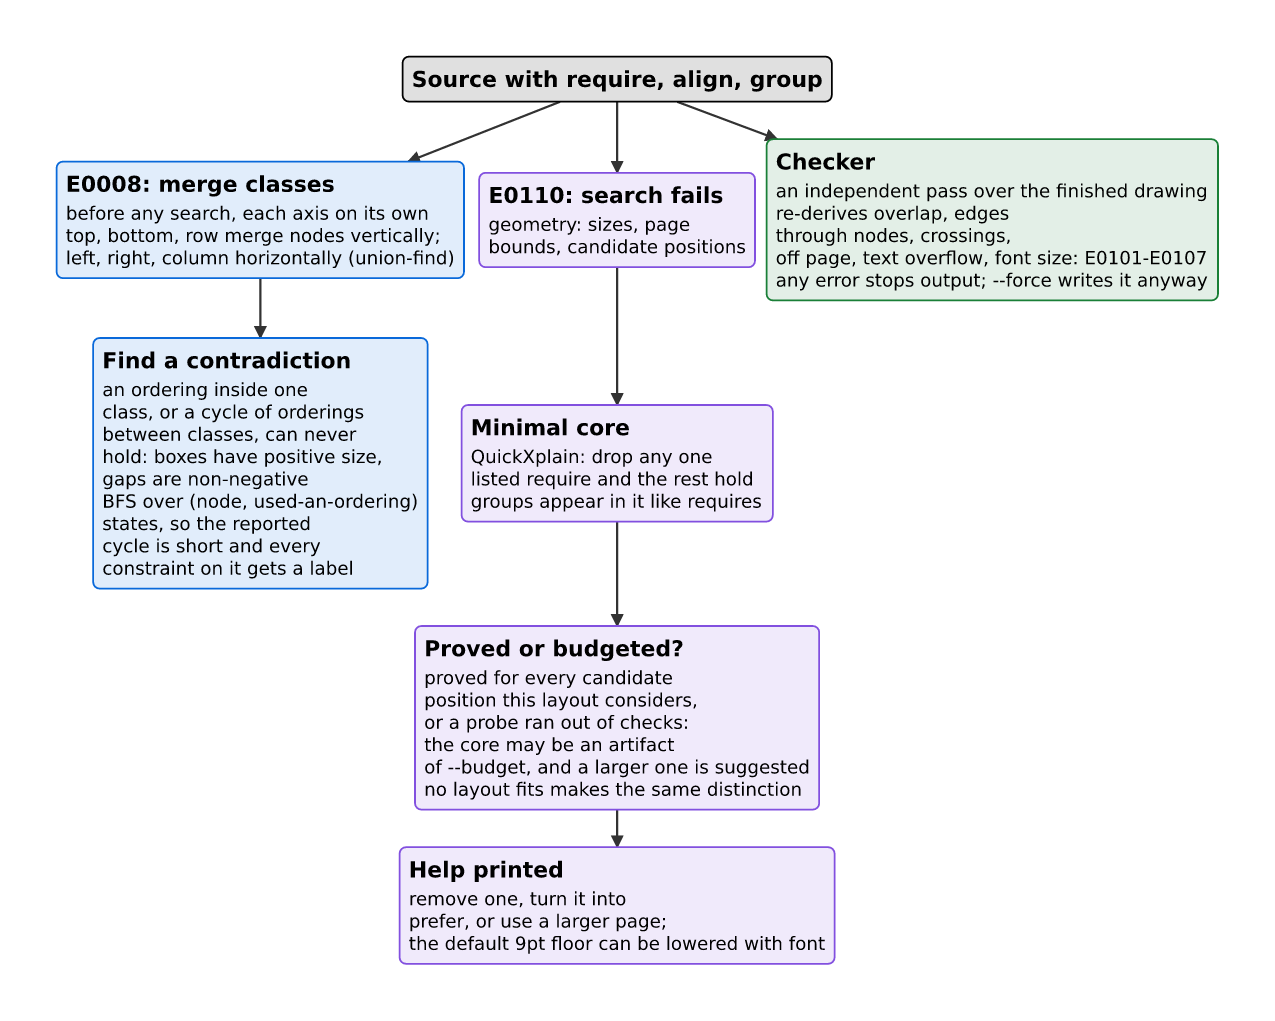 Source with require, align, group
E0008: merge classes
before any search, each axis on its own
top, bottom, row merge nodes vertically;
left, right, column horizontally (union-find)
E0110: search fails
geometry: sizes, page
bounds, candidate positions
Checker
an independent pass over the finished drawing
re-derives overlap, edges
through nodes, crossings,
off page, text overflow, font size: E0101-E0107
any error stops output; --force writes it anyway
Find a contradiction
an ordering inside one
class, or a cycle of orderings
between classes, can never
hold: boxes have positive size,
gaps are non-negative
BFS over (node, used-an-ordering)
states, so the reported
cycle is short and every
constraint on it gets a label
Minimal core
QuickXplain: drop any one
listed require and the rest hold
groups appear in it like requires
Proved or budgeted?
proved for every candidate
position this layout considers,
or a probe ran out of checks:
the core may be an artifact
of --budget, and a larger one is suggested
no layout fits makes the same distinction
Help printed
remove one, turn it into
prefer, or use a larger page;
the default 9pt floor can be lowered with font